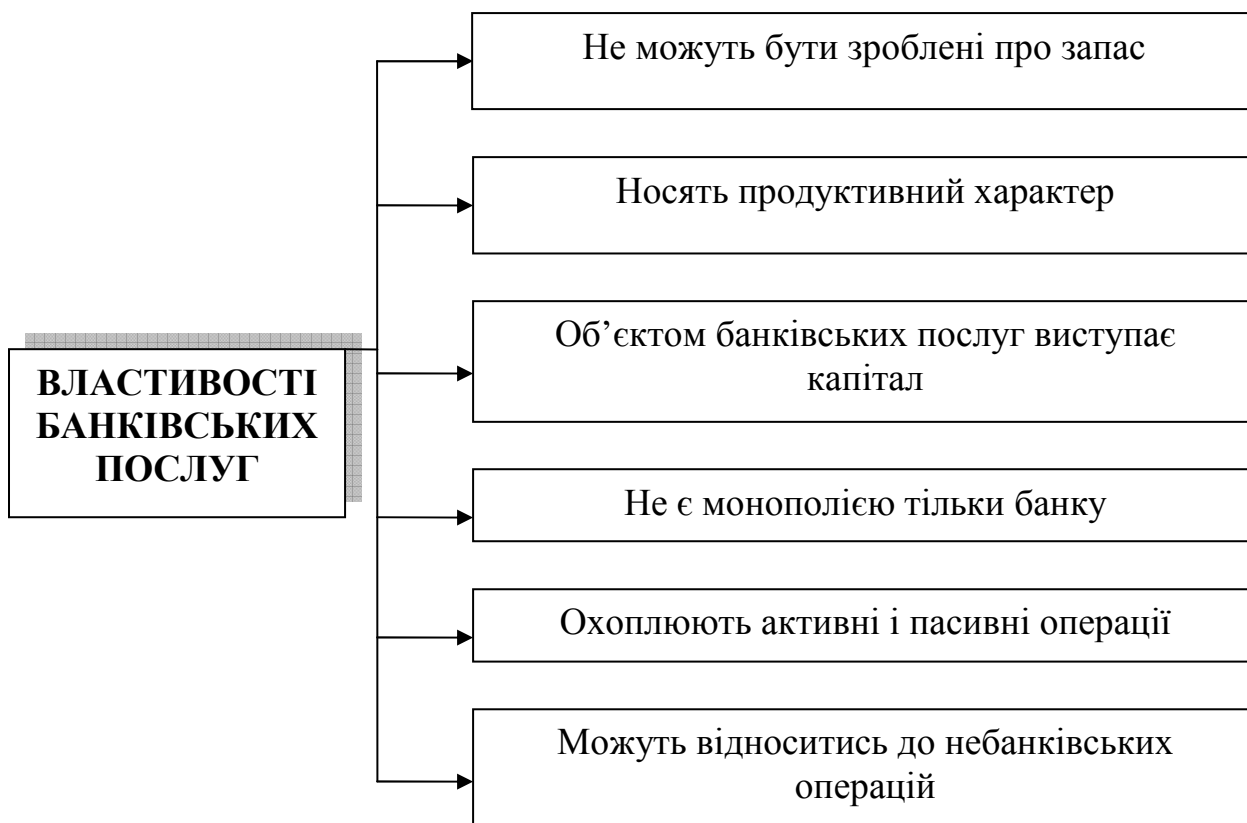 Не можуть бути зроблені про запас
Носять продуктивний характер
Об’єктом банківських послуг виступає
капітал
ВЛАСТИВОСТІ
БАНКІВСЬКИХ
ПОСЛУГ
Не є монополією тільки банку
Охоплюють активні і пасивні операції
Можуть відноситись до небанківських
операцій